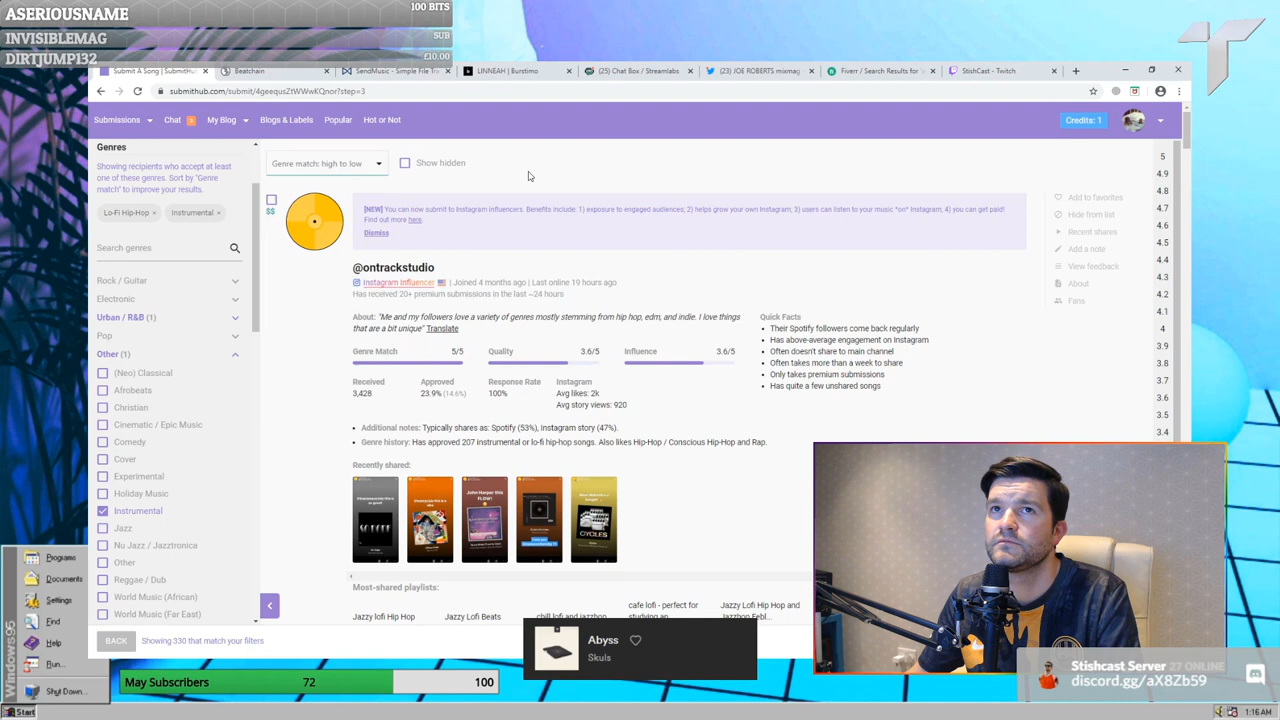 ASERIOUSNAME
100 BITS
INVISIBLEMAG
SUB
DIRTJUMP132
£10.00
Submit A Song | SubmitHub
Beatchain
SendMusic - Simple File Tra
LINNEAH | Burstimo
(25) Chat Box / Streamlabs
(23) JOE ROBERTS mixmag
Fiverr / Search Results for '
StishCast - Twitch
submithub.com/submit/4geequsZtWWwKQnor?step=3
Submissions
Chat
My Blog
Blogs & Labels
Popular
Hot or Not
Credits: 1
Genres
Showing recipients who accept at least
one of these genres. Sort by "Genre
match" to improve your results.
Lo-Fi Hip-Hop ×
Instrumental ×
Search genres
Rock / Guitar
Electronic
Urban / R&B (1)
Pop
Other (1)
(Neo) Classical
Afrobeats
Christian
Cinematic / Epic Music
Comedy
Cover
Experimental
Holiday Music
Instrumental
Jazz
Nu Jazz / Jazztronica
Other
Reggae / Dub
World Music (African)
World Music (Far East)
BACK
Showing 330 that match your filters
Genre match: high to low
Show hidden
$$
[NEW] You can now submit to Instagram Influencers. Benefits include: 1) exposure to engaged audiences; 2) helps grow your own Instagram; 3) users can listen to your music *on* Instagram; 4) you can get paid!
Find out more here.
Dismiss
@ontrackstudio
Instagram Influencer | Joined 4 months ago | Last online 19 hours ago
Has received 20+ premium submissions in the last ~24 hours
About: "Me and my followers love a variety of genres mostly stemming from hip hop, edm, and indie. I love things
that are a bit unique" Translate
Genre Match 5/5
Quality 3.6/5
Influence 3.6/5
Received
3,428
Approved
23.9% (14.6%)
Response Rate
100%
Instagram
Avg likes: 2k
Avg story views: 920
Additional notes: Typically shares as: Spotify (53%), Instagram story (47%).
Genre history: Has approved 207 instrumental or lo-fi hip-hop songs. Also likes Hip-Hop / Conscious Hip-Hop and Rap.
Recently shared:
CYCLES
Most-shared playlists:
Jazzy lofi Hip Hop
Jazzy Lofi Beats
chill lofi and jazzhop
cafe lofi - perfect for
studying an
Jazzy Lofi Hip Hop and
Jazzhop Feb
Quick Facts
Their Spotify followers come back regularly
Has above-average engagement on Instagram
Often doesn't share to main channel
Often takes more than a week to share
Only takes premium submissions
Has quite a few unshared songs
Add to favorites
Hide from list
Recent shares
Add a note
View feedback
About
Fans
5
4.9
4.8
4.7
4.6
4.5
4.4
4.3
4.2
4.1
4
3.9
3.8
3.7
3.6
3.5
3.4
Abyss
Skuls
Stishcast Server 27 ONLINE
discord.gg/aX8Zb59
May Subscribers
72
100
Windows95
Programs
Documents
Settings
Find
Help
Run...
Shut Down...
Start
1:16 AM